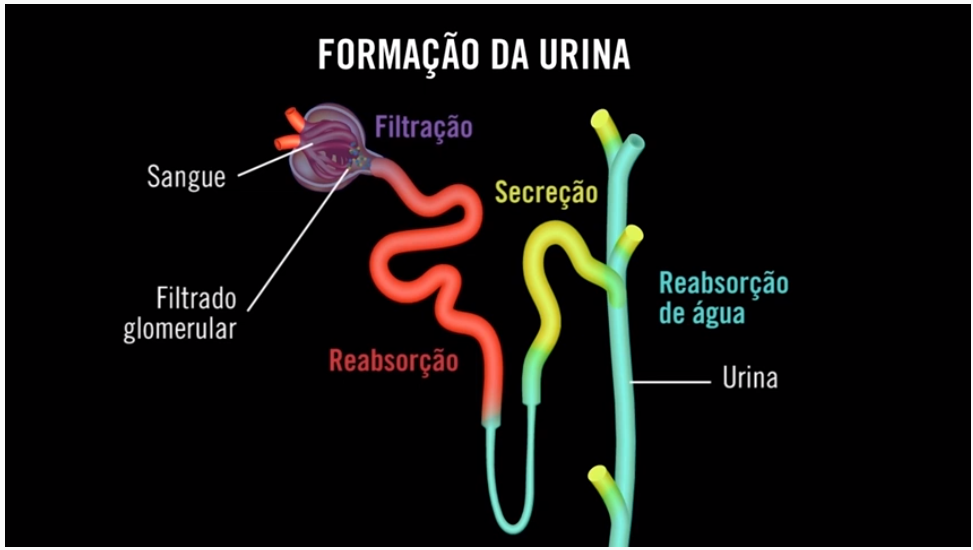 FORMAÇÃO DA URINA
Filtração
Sangue
Secreção
Filtrado
glomerular
Reabsorção
de água
Reabsorção
Urina